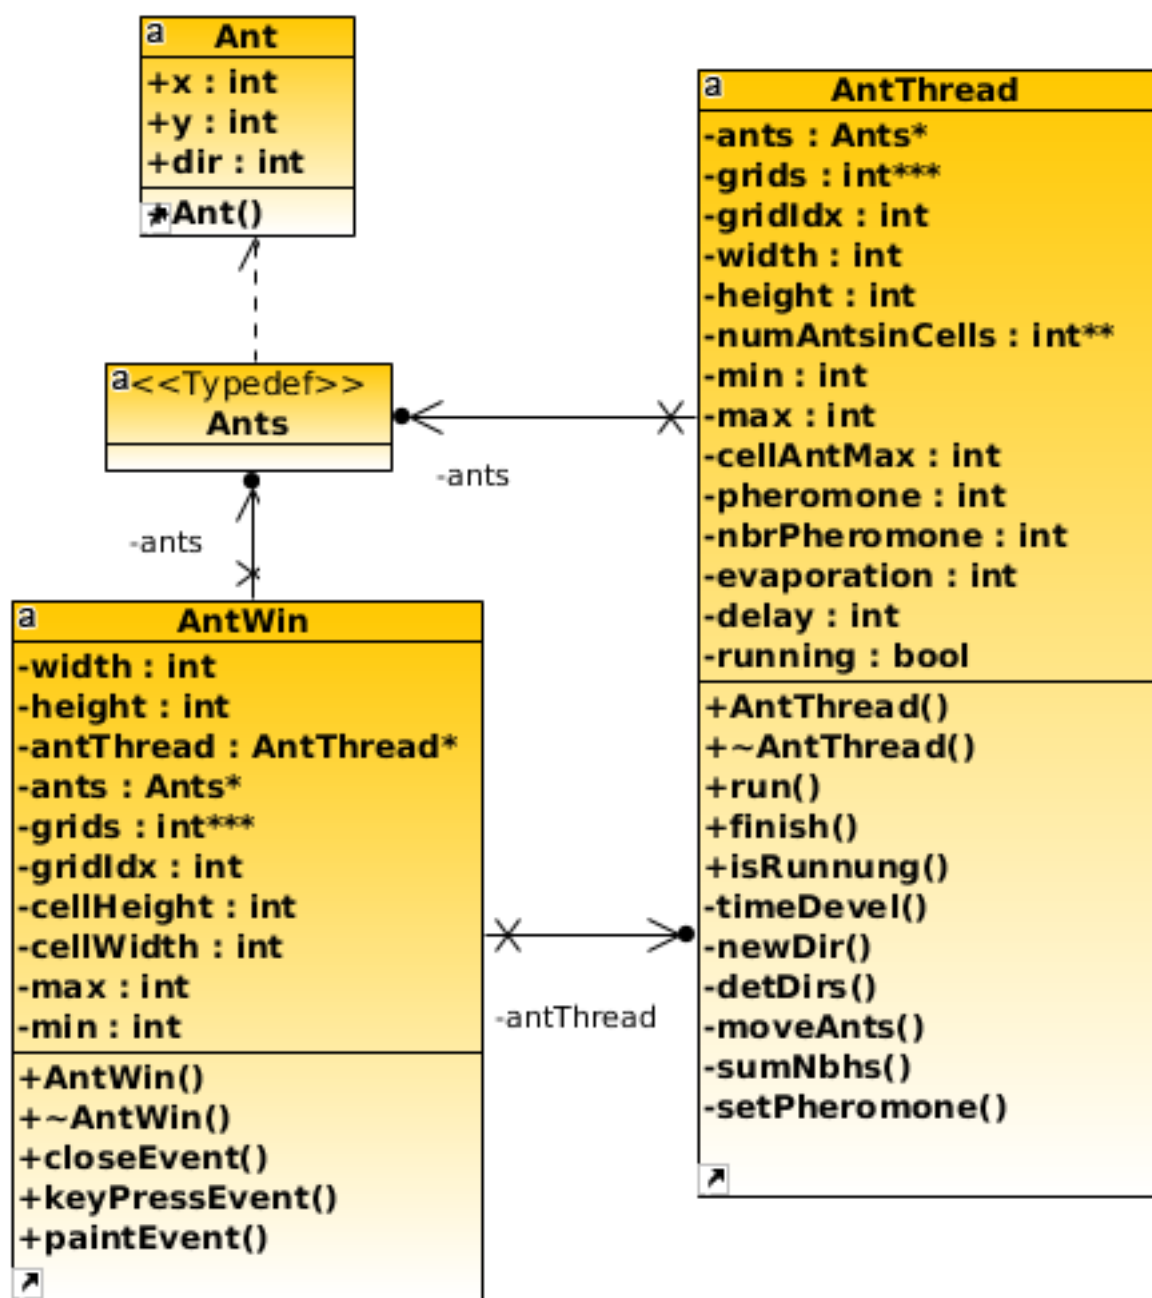 a
Ant
+x : int
+y : int
+dir : int
+Ant()
a
<<Typedef>>
Ants
-ants
-ants
a
AntWin
-width : int
-height : int
-antThread : AntThread*
-ants : Ants*
-grids : int***
-gridIdx : int
-cellHeight : int
-cellWidth : int
-max : int
-min : int
+AntWin()
+~AntWin()
+closeEvent()
+keyPressEvent()
+paintEvent()
-antThread
a
AntThread
-ants : Ants*
-grids : int***
-gridIdx : int
-width : int
-height : int
-numAntsinCells : int**
-min : int
-max : int
-cellAntMax : int
-pheromone : int
-nbrPheromone : int
-evaporation : int
-delay : int
-running : bool
+AntThread()
+~AntThread()
+run()
+finish()
+isRunnung()
-timeDevel()
-newDir()
-detDirs()
-moveAnts()
-sumNbhs()
-setPheromone()